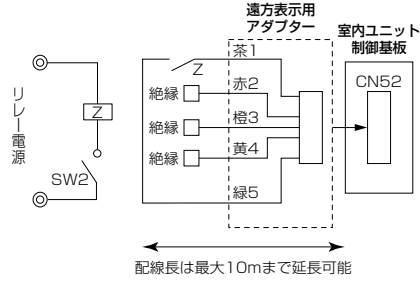 遠方表示用
アダプター
室内ユニット
制御基板
茶1
Z
赤2
CN52
絶縁
リレー電源
Z
橙3
絶縁
黄4
絶縁
SW2
緑5
配線長は最大10mまで延長可能